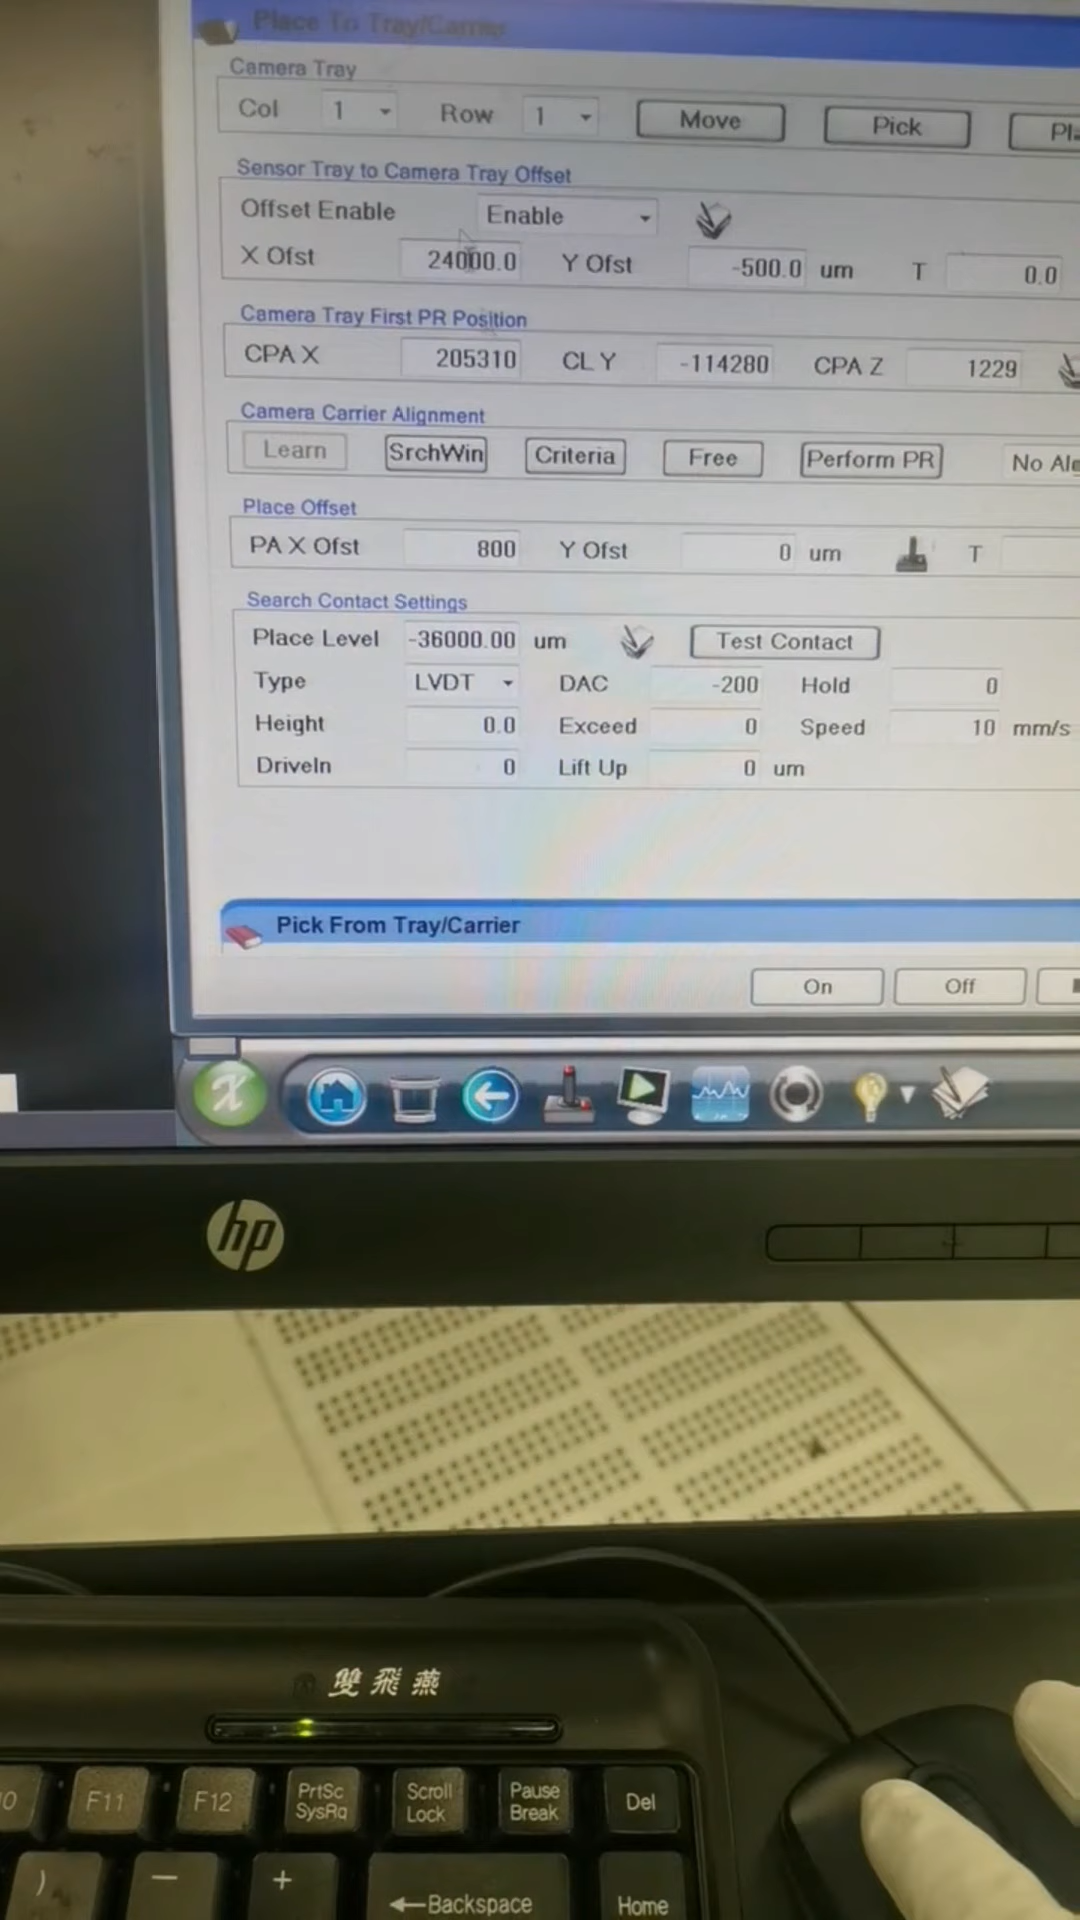 Place To Tray/Carrier
Camera Tray
Col 1 Row 1 Move Pick
Sensor Tray to Camera Tray Offset
Offset Enable Enable
X Ofst 24000.0 Y Ofst -500.0 um T 0.0
Camera Tray First PR Position
CPA X 205310 CL Y -114280 CPA Z 1229
Camera Carrier Alignment
Learn SrchWin Criteria Free Perform PR No
Place Offset
PA X Ofst 800 Y Ofst 0 um T
Search Contact Settings
Place Level -36000.00 um Test Contact
Type LVDT DAC -200 Hold 0
Height 0.0 Exceed 0 Speed 10 mm/s
DriveIn 0 Lift Up 0 um
Pick From Tray/Carrier
On Off
hp
雙飛燕
F11 F12 PrtSc SysRq Scroll Lock Pause Break Del
) — + ←Backspace Home